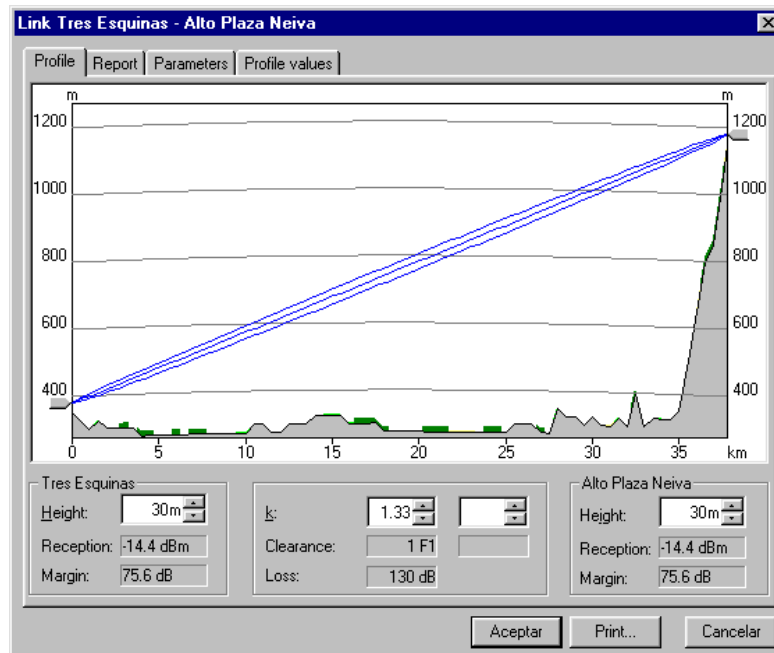 Link Tres Esquinas - Alto Plaza Neiva
Profile Report Parameters Profile values
m m
1200 1200
1000 1000
800 800
600 600
400 400
0 5 10 15 20 25 30 35 km
Tres Esquinas Alto Plaza Neiva
Height: 30m k: 1.33 Height: 30m
Reception: -14.4 dBm Clearance: 1 F1 Reception: -14.4 dBm
Margin: 75.6 dB Loss: 130 dB Margin: 75.6 dB
Aceptar Print... Cancelar